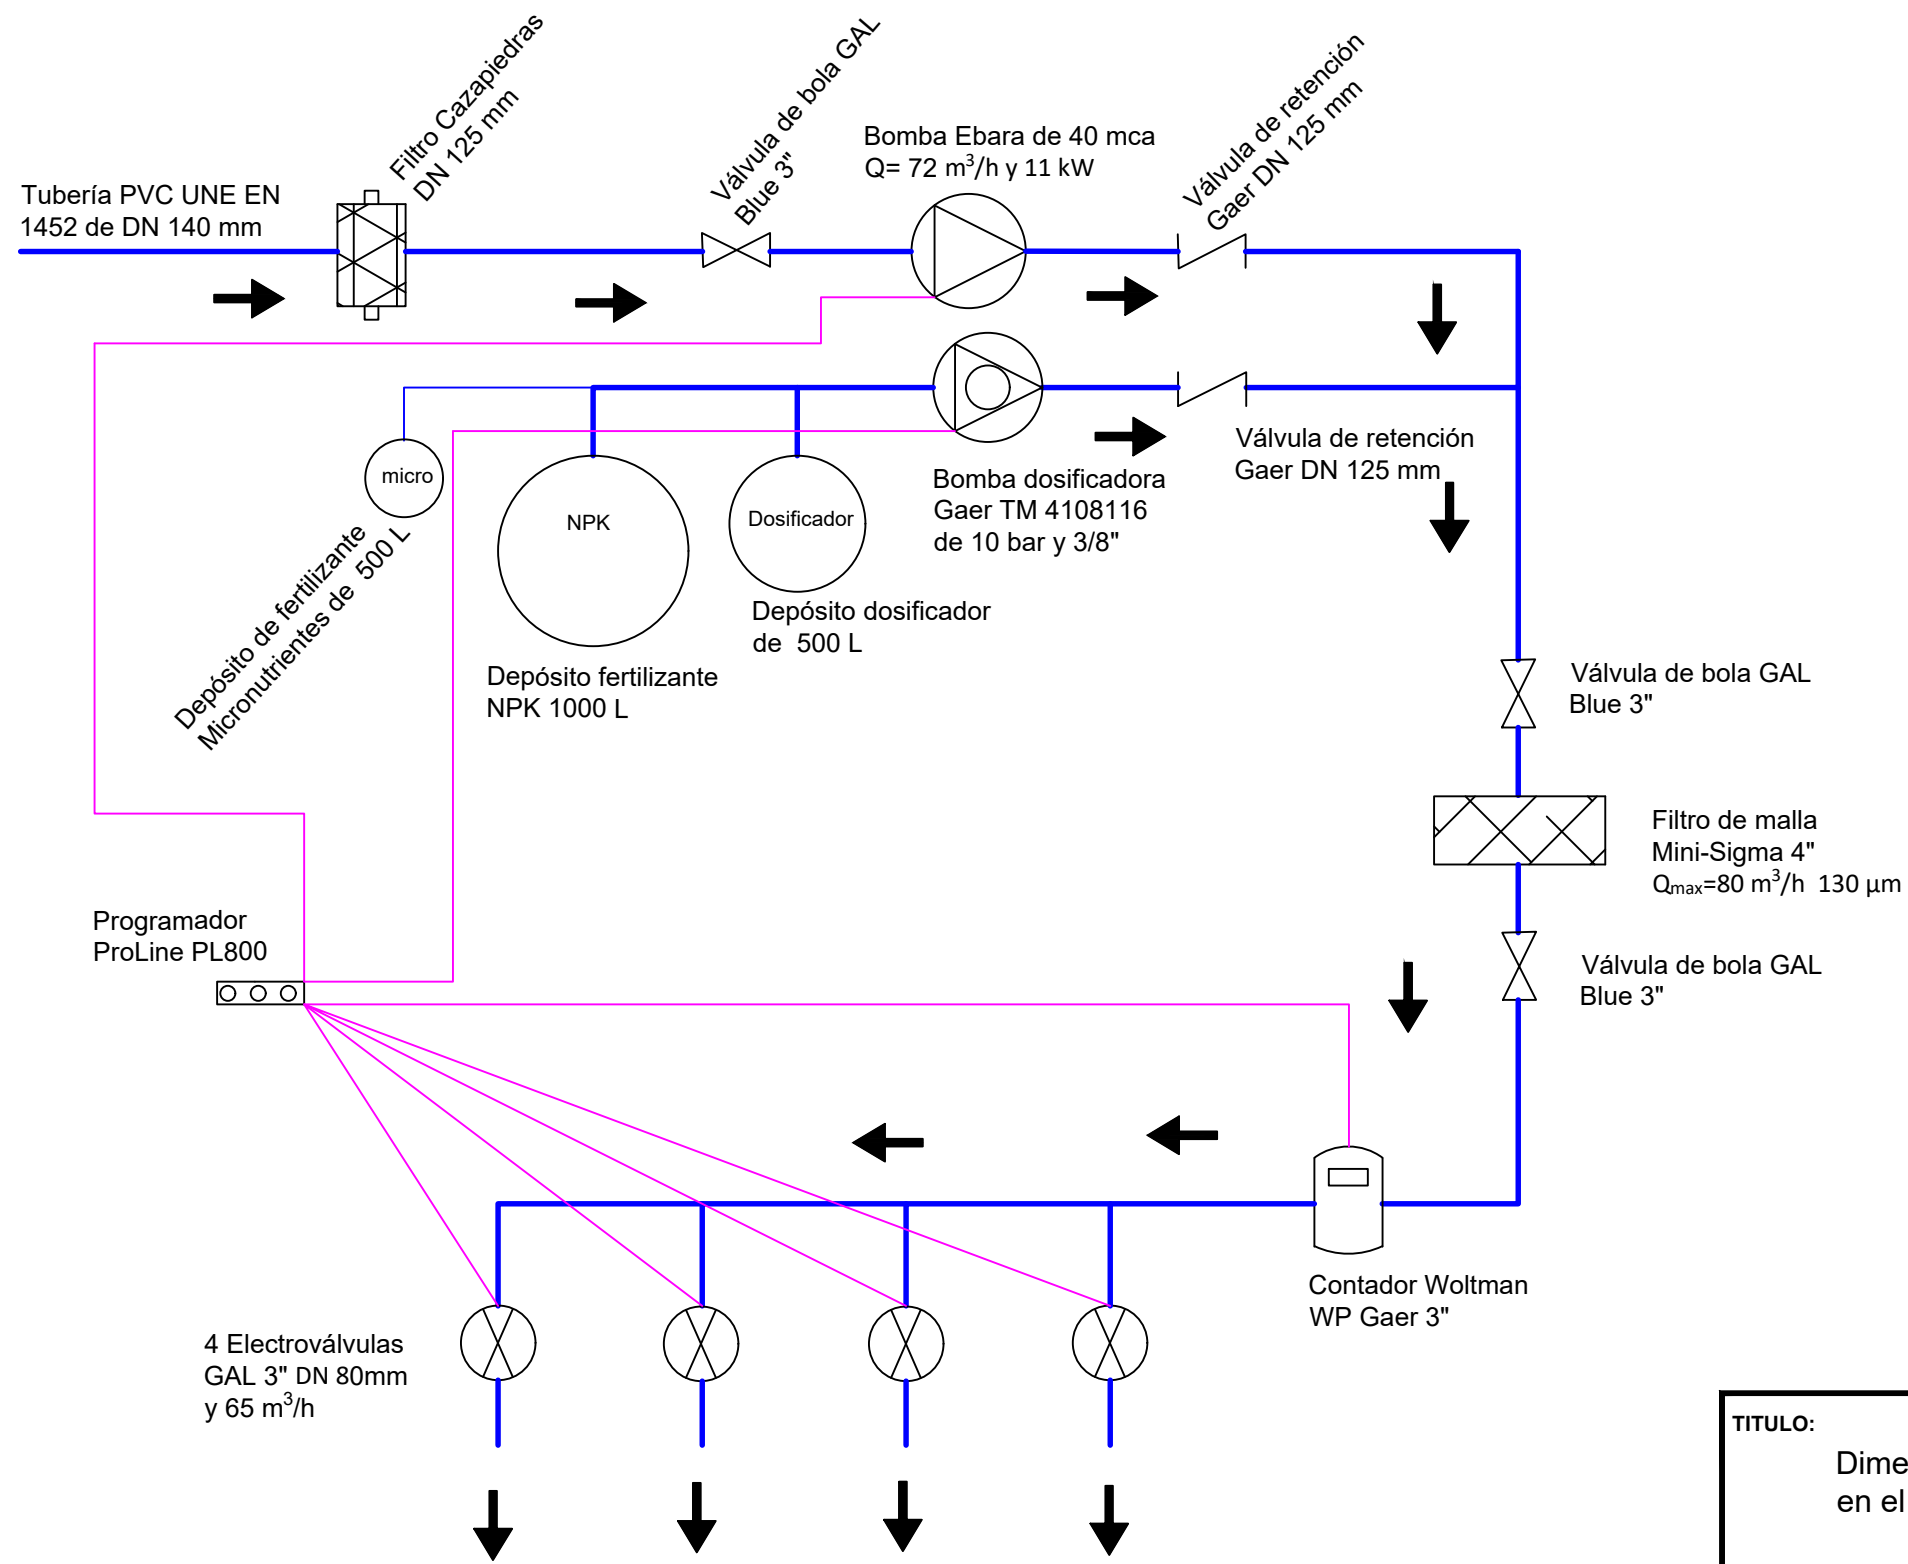 Filtro Cazapiedras
DN 125 mm
Válvula de bola GAL
Blue 3"
Bomba Ebara de 40 mca
Q= 72 m³/h y 11 kW
Válvula de retención
Gaer DN 125 mm
Tubería PVC UNE EN
1452 de DN 140 mm
micro
NPK
Dosificador
Bomba dosificadora
Gaer TM 4108116
de 10 bar y 3/8"
Válvula de retención
Gaer DN 125 mm
Depósito de fertilizante
Micronutrientes de 500 L
Depósito fertilizante
NPK 1000 L
Depósito dosificador
de 500 L
Válvula de bola GAL
Blue 3"
Filtro de malla
Mini-Sigma 4"
Qmax=80 m³/h 130 µm
Programador
ProLine PL800
Válvula de bola GAL
Blue 3"
Contador Woltman
WP Gaer 3"
4 Electroválvulas
GAL 3" DN 80mm
y 65 m³/h
TITULO:
Dime
en el